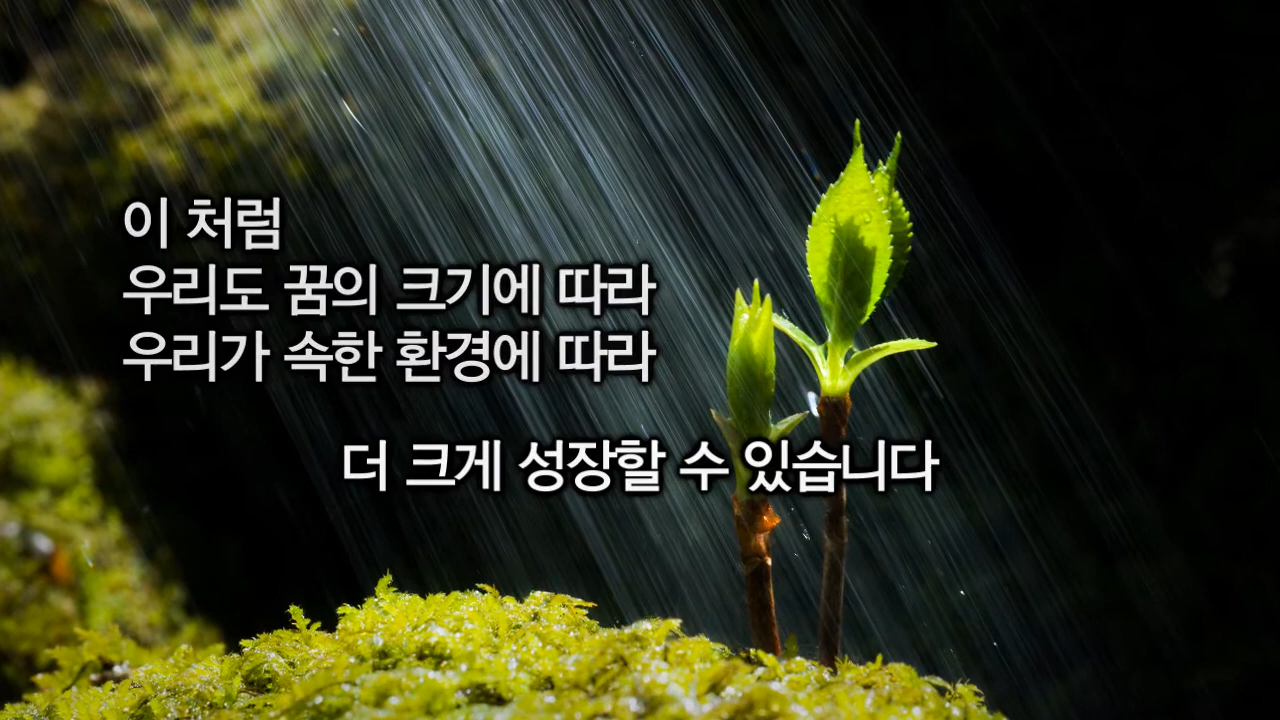 이 처럼
우리도 꿈의 크기에 따라
우리가 속한 환경에 따라
더 크게 성장할 수 있습니다